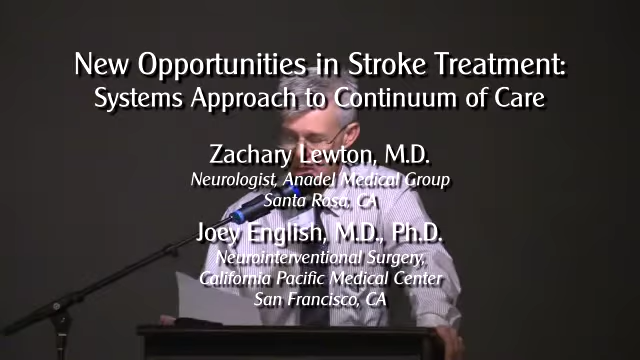 New Opportunities in Stroke Treatment:
Systems Approach to Continuum of Care
Zachary Lewton, M.D.
Neurologist, Anadel Medical Group
Santa Rosa, CA
Joey English, M.D., Ph.D.
Neurointerventional Surgery,
California Pacific Medical Center
San Francisco, CA